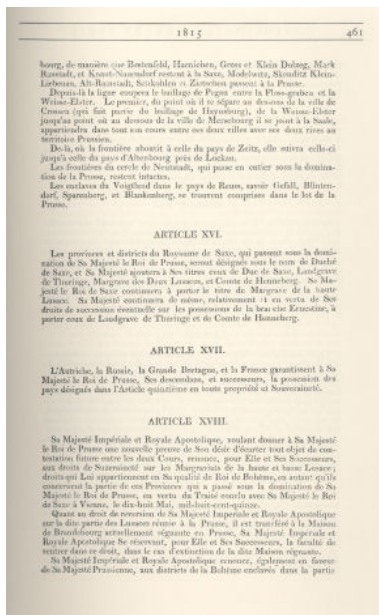 1815 461
bourg, de manière que Bestenfeld, Harnichen, Groes et Klein Dolzog, Mark
Ranstadt, et Knaut-Nauendorf restent à la Saxe, Modelwitz, Skeuditz Klein-
Liebenau, Alt-Ranstadt, Schkohlen et Zietschen passent à la Prusse.
Depuis-là la ligne coupera le bailliage de Pegau entre la Floss-graben et la
Weisse-Elster. Le premier, du point où il se sépare au-dessous de la ville de
Crossen (qui fait partie du bailliage de Haynsbourg), de la Weisse-Elster
jusqu'au point où au dessous de la ville de Mersebourg il se joint à la Saale,
appartiendra dans tout son cours entre ces deux villes avec ses deux rives au
territoire Prussien.
De-là, où la frontière aboutit à celle du pays de Zeitz, elle suivra celle-ci
jusqu'à celle du pays d'Altenbourg près de Luckau.
Les frontières du cercle de Neustadt, qui passe en entier sous la domina-
tion de la Prusse, restent intactes.
Les enclaves du Voigtland dans le pays de Reuss, savoir Gefäll, Blinten-
dorf, Sparenberg, et Blankenberg, se trouvent comprises dans le lot de la
Prusse.
ARTICLE XVI.
Les provinces et districts du Royaume de Saxe, qui passent sous la domi-
nation de Sa Majesté le Roi de Prusse, seront désignés sous le nom de Duché
de Saxe, et Sa Majesté ajoutera à Ses titres ceux de Duc de Saxe, Landgrave
de Thuringe, Margrave des Deux Lusaces, et Comte de Henneberg. Sa Ma-
jesté le Roi de Saxe continuera à porter le titre de Margrave de la haute
Lusace. Sa Majesté continuera de même, relativement et en vertu de Ses
droits de succession éventuelle sur les possessions de la branche Ernestine, à
porter ceux de Landgrave de Thuringe et de Comte de Henneberg.
ARTICLE XVII.
L'Autriche, la Russie, la Grande Bretagne, et la France garantissent à Sa
Majesté le Roi de Prusse, Ses descendans, et successeurs, la possession des
pays désignés dans l'Article quinzième en toute propriété et Souveraineté.
ARTICLE XVIII.
Sa Majesté Impériale et Royale Apostolique, voulant donner à Sa Majesté
le Roi de Prusse une nouvelle preuve de Son désir d'écarter tout objet de con-
testation future entre les deux Cours, renonce, pour Elle et Ses Successeurs,
aux droits de Suzeraineté sur les Margraviats de la haute et basse Lusace;
droits qui Lui appartiennent en Sa qualité de Roi de Bohême, en autant qu'ils
concernent la partie de ces Provinces qui a passé sous la domination de Sa
Majesté le Roi de Prusse, en vertu du Traité conclu avec Sa Majesté le Roi
de Saxe à Vienne, le dix-huit Mai, mil-huit-cent-quinze.
Quant au droit de reversion de Sa Majesté Impériale et Royale Apostolique
sur la dite partie des Lusaces réunie à la Prusse, il est transféré à la Maison
de Brandebourg actuellement régnante en Prusse, Sa Majesté Impériale et
Royale Apostolique Se réservant, pour Elle et Ses Successeurs, la faculté de
rentrer dans ce droit, dans le cas d'extinction de la dite Maison régnante.
Sa Majesté Impériale et Royale Apostolique renonce, également en faveur
de Sa Majesté Prussienne, aux districts de la Bohême enclavés dans la partie